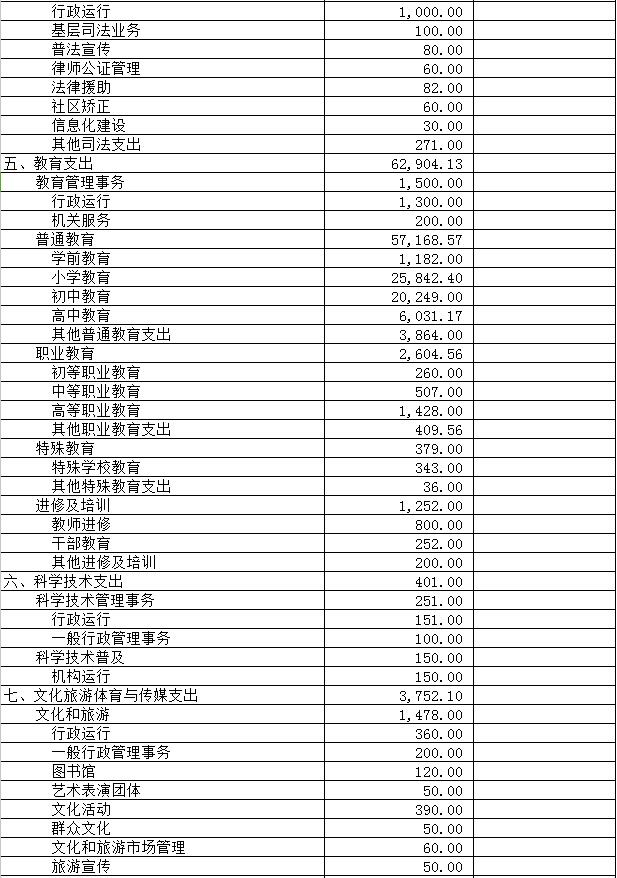 行政运行 1,000.00
基层司法业务 100.00
普法宣传 80.00
律师公证管理 60.00
法律援助 82.00
社区矫正 60.00
信息化建设 30.00
其他司法支出 271.00
五、教育支出 62,904.13
教育管理事务 1,500.00
行政运行 1,300.00
机关服务 200.00
普通教育 57,168.57
学前教育 1,182.00
小学教育 25,842.40
初中教育 20,249.00
高中教育 6,031.17
其他普通教育支出 3,864.00
职业教育 2,604.56
初等职业教育 260.00
中等职业教育 507.00
高等职业教育 1,428.00
其他职业教育支出 409.56
特殊教育 379.00
特殊学校教育 343.00
其他特殊教育支出 36.00
进修及培训 1,252.00
教师进修 800.00
干部教育 252.00
其他进修及培训 200.00
六、科学技术支出 401.00
科学技术管理事务 251.00
行政运行 151.00
一般行政管理事务 100.00
科学技术普及 150.00
机构运行 150.00
七、文化旅游体育与传媒支出 3,752.10
文化和旅游 1,478.00
行政运行 360.00
一般行政管理事务 200.00
图书馆 120.00
艺术表演团体 50.00
文化活动 390.00
群众文化 50.00
文化和旅游市场管理 60.00
旅游宣传 50.00